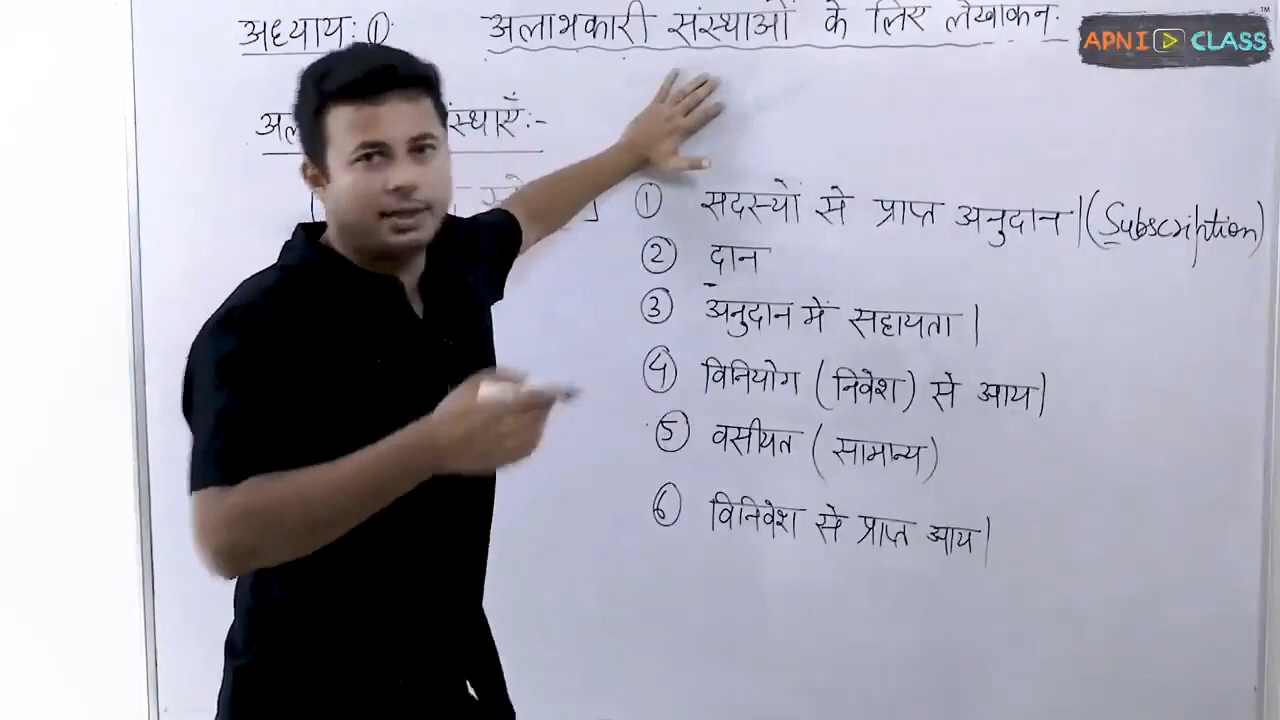 अध्याय: ① अलाभकारी संस्थाओं के लिए लेखाकन:
APNI CLASS
TM
① सदस्यों से प्राप्त अनुदान। (Subscription)
② दान
③ अनुदान में सहायता।
④ विनियोग (निवेश) से आय।
⑤ वसीयत (सामान्य)
⑥ विनिवेश से प्राप्त आय।